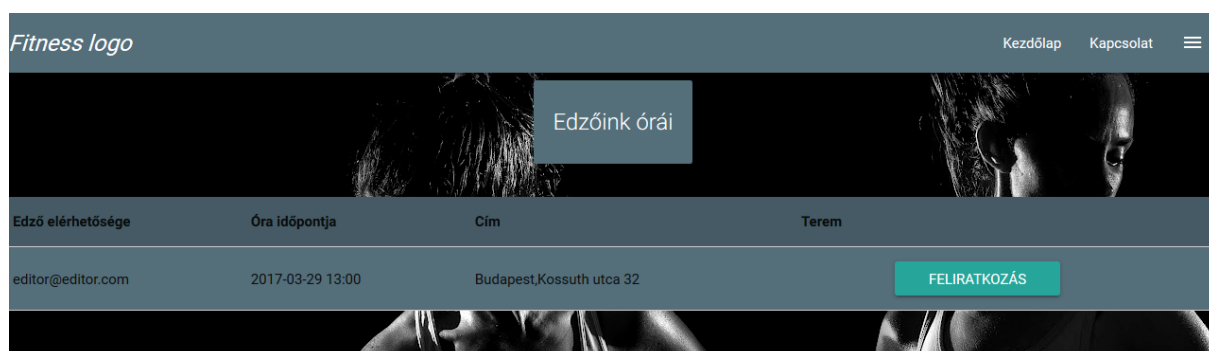 Fitness logo Kezdőlap Kapcsolat
Edzőink órái
Edző elérhetősége Óra időpontja Cím Terem
editor@editor.com 2017-03-29 13:00 Budapest,Kossuth utca 32 FELIRATKOZÁS